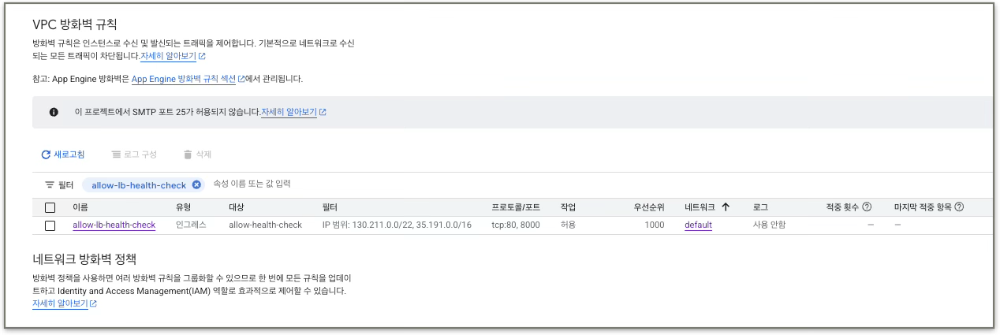 VPC 방화벽 규칙
방화벽 규칙은 인스턴스로 수신 및 발신되는 트래픽을 제어합니다. 기본적으로 네트워크로 수신
되는 모든 트래픽이 차단됩니다.자세히 알아보기
참고: App Engine 방화벽은 App Engine 방화벽 규칙 섹션에서 관리됩니다.
이 프로젝트에서 SMTP 포트 25가 허용되지 않습니다.자세히 알아보기
새로고침 로그 구성 삭제
필터 allow-lb-health-check 속성 이름 또는 값 입력
이름 유형 대상 필터 프로토콜/포트 작업 우선순위 네트워크 로그 적중 횟수 마지막 적중 항목
allow-lb-health-check 인그레스 allow-health-check IP 범위: 130.211.0.0/22, 35.191.0.0/16 tcp:80, 8000 허용 1000 default 사용 안함 — —
네트워크 방화벽 정책
방화벽 정책을 사용하면 여러 방화벽 규칙을 그룹화할 수 있으므로 한 번에 모든 규칙을 업데이
트하고 Identity and Access Management(IAM) 역할로 효과적으로 제어할 수 있습니다.
자세히 알아보기